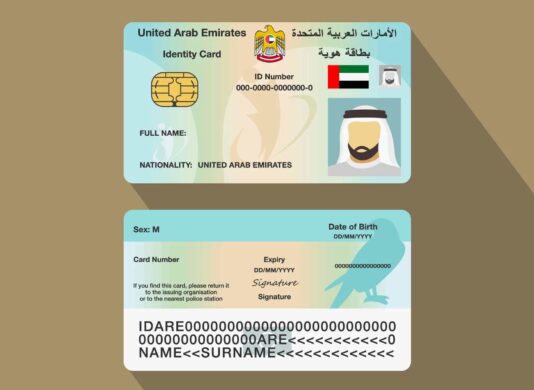 United Arab Emirates
الأمارات العربية المتحدة
Identity Card
بطاقة هوية
ID Number
000-0000-0000000-0
FULL NAME:
NATIONALITY: UNITED ARAB EMIRATES
Sex: M
Date of Birth
DD/MM/YYYY
Card Number
Expiry
DD/MM/YYYY
000000000000000
If you find this card, please return it
to the issuing organisation
or to the nearest police station
Signature
Signature
IDARE00000000000000000000000000
000000000000000ARE<<<<<<<<<<<0
NAME<<SURNAME<<<<<<<<<<<<<